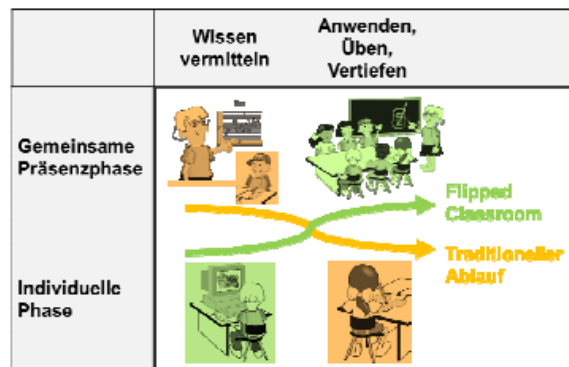 Wissen
vermitteln
Anwenden,
Üben,
Vertiefen
Gemeinsame
Präsenzphase
Flipped
Classroom
Traditioneller
Ablauf
Individuelle
Phase